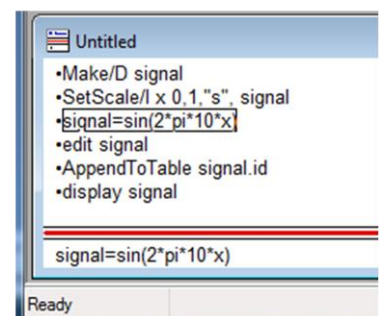 Untitled
•Make/D signal
•SetScale/I x 0,1,"s", signal
•signal=sin(2*pi*10*x)
•edit signal
•AppendToTable signal.id
•display signal
signal=sin(2*pi*10*x)
Ready